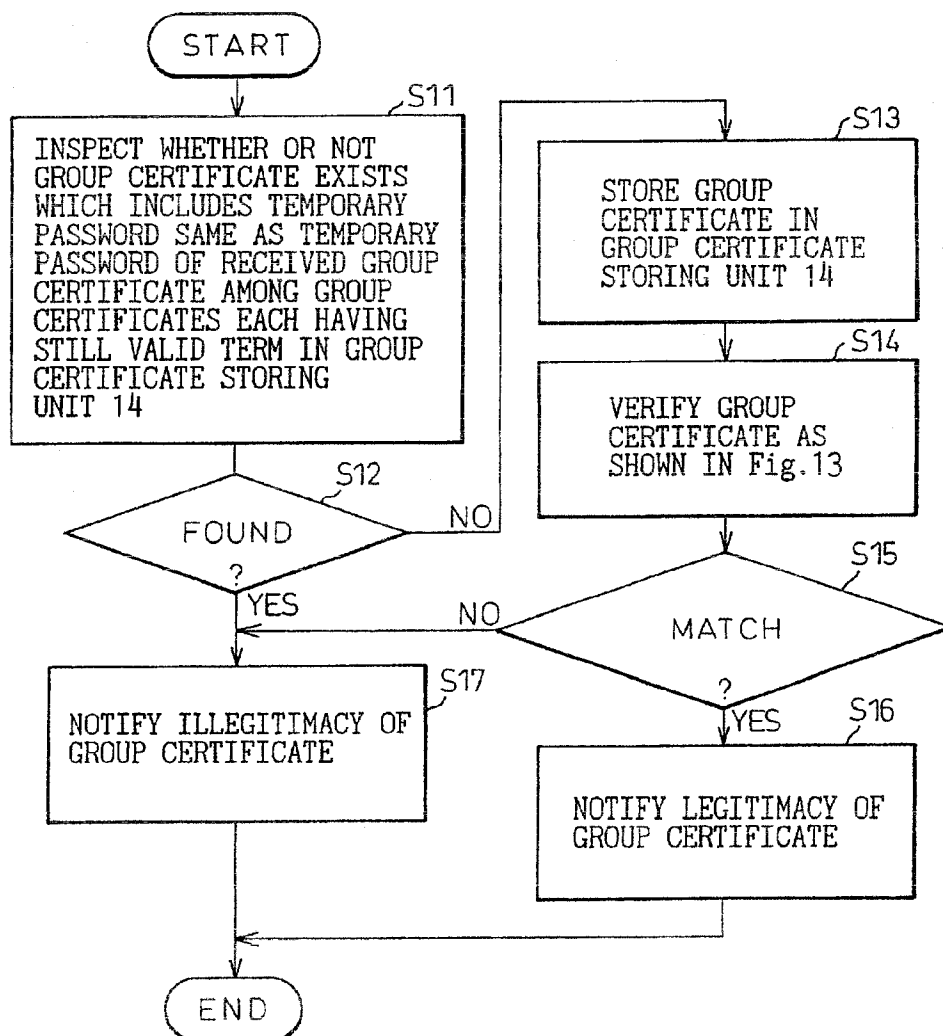 START
S11
INSPECT WHETHER OR NOT
GROUP CERTIFICATE EXISTS
WHICH INCLUDES TEMPORARY
PASSWORD SAME AS TEMPORARY
PASSWORD OF RECEIVED GROUP
CERTIFICATE AMONG GROUP
CERTIFICATES EACH HAVING
STILL VALID TERM IN GROUP
CERTIFICATE STORING
UNIT 14
S12
FOUND
?
NO
YES
S13
STORE GROUP
CERTIFICATE IN
GROUP CERTIFICATE
STORING UNIT 14
S14
VERIFY GROUP
CERTIFICATE AS
SHOWN IN Fig.13
S15
MATCH
?
NO
YES
S17
NOTIFY ILLEGITIMACY OF
GROUP CERTIFICATE
S16
NOTIFY LEGITIMACY OF
GROUP CERTIFICATE
END